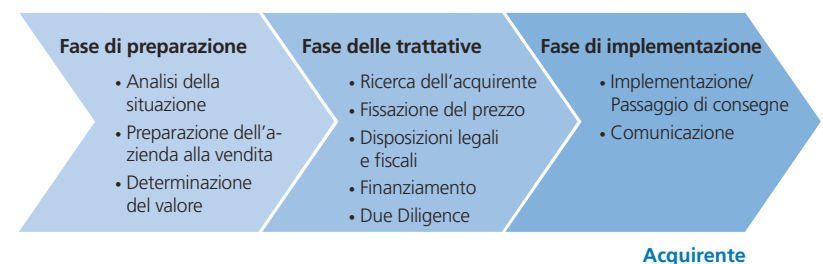 Fase di preparazione
• Analisi della
situazione
• Preparazione dell'a-
zienda alla vendita
• Determinazione
del valore
Fase delle trattative
• Ricerca dell'acquirente
• Fissazione del prezzo
• Disposizioni legali
e fiscali
• Finanziamento
• Due Diligence
Fase di implementazione
• Implementazione/
Passaggio di consegne
• Comunicazione
Acquirente